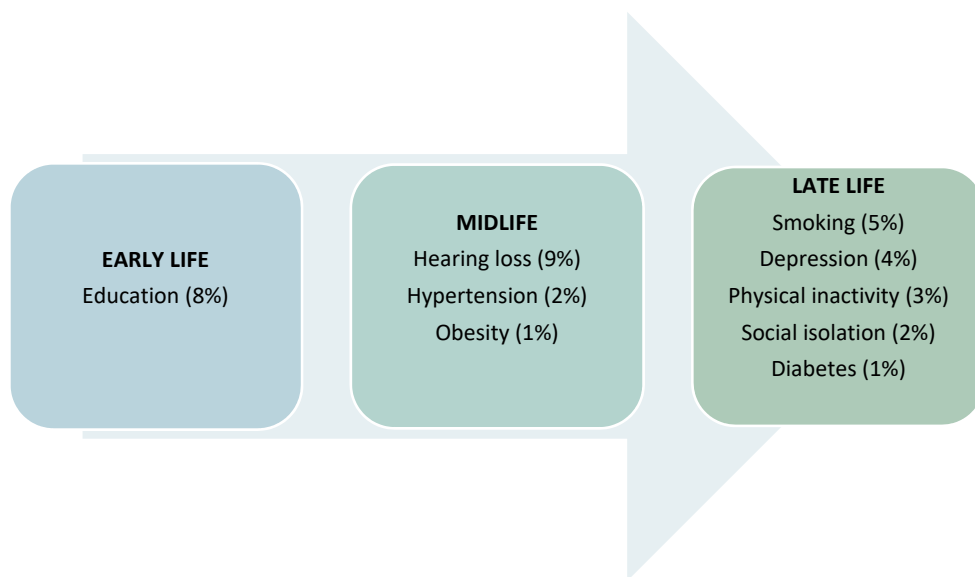 EARLY LIFE
Education (8%)
MIDLIFE
Hearing loss (9%)
Hypertension (2%)
Obesity (1%)
LATE LIFE
Smoking (5%)
Depression (4%)
Physical inactivity (3%)
Social isolation (2%)
Diabetes (1%)